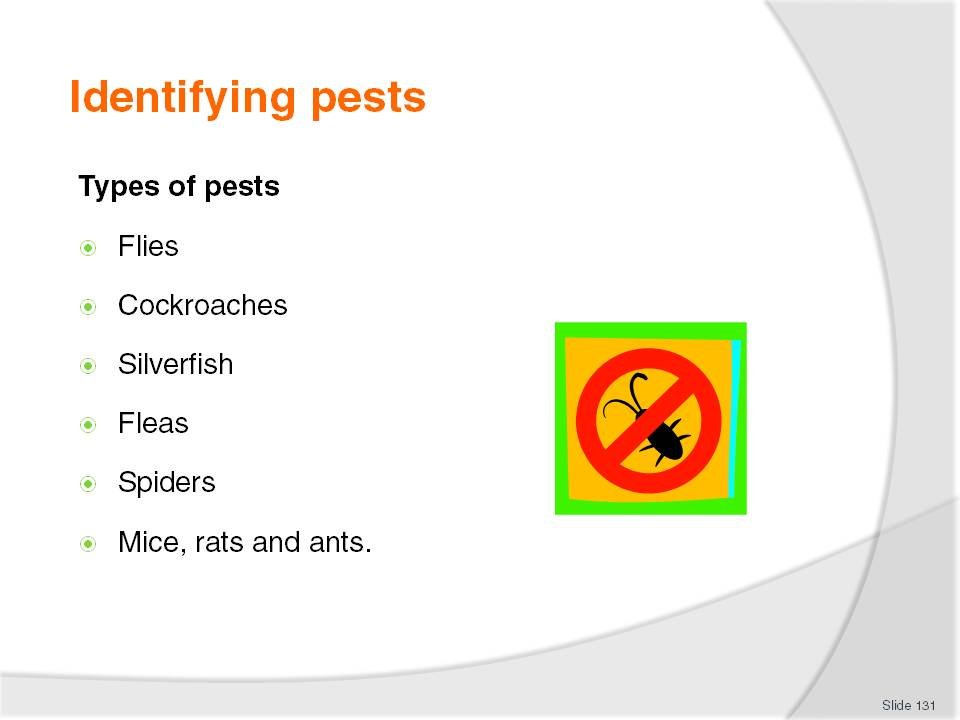 Identifying pests
Types of pests
Flies
Cockroaches
Silverfish
Fleas
Spiders
Mice, rats and ants.
Slide 131